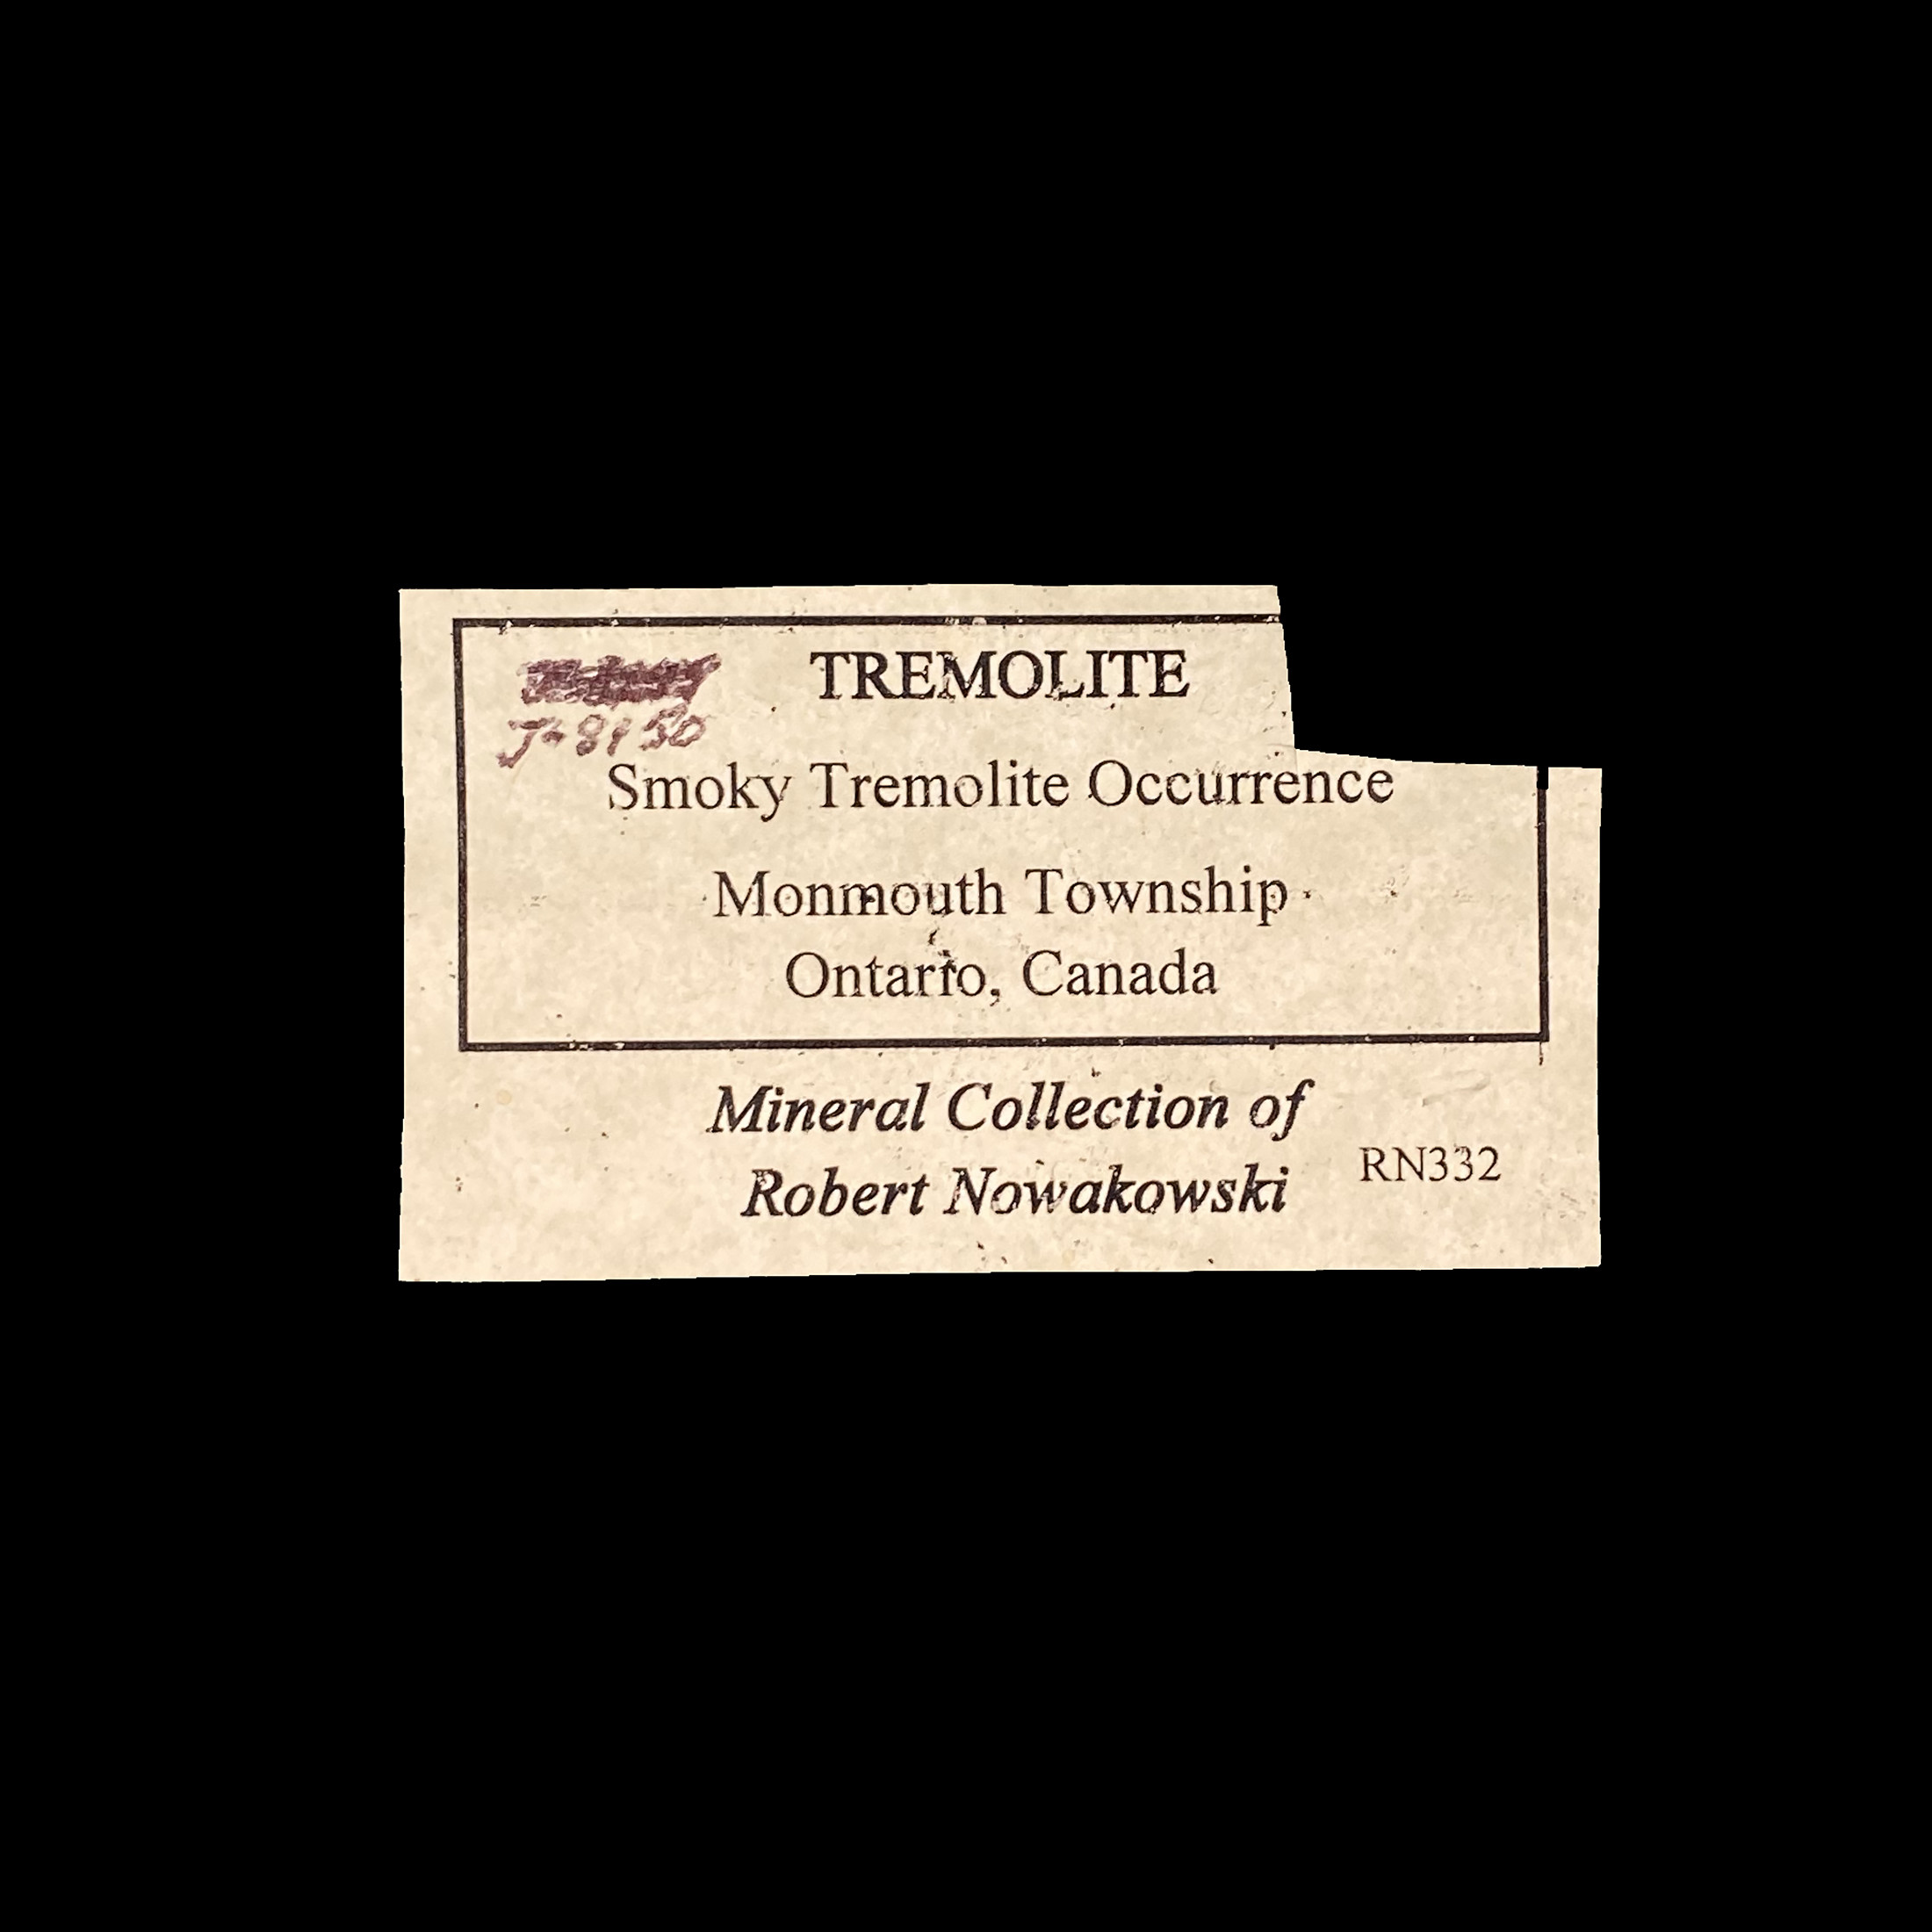 TREMOLITE
J-8150
Smoky Tremolite Occurrence
Monmouth Township
Ontario, Canada
Mineral Collection of
Robert Nowakowski
RN332